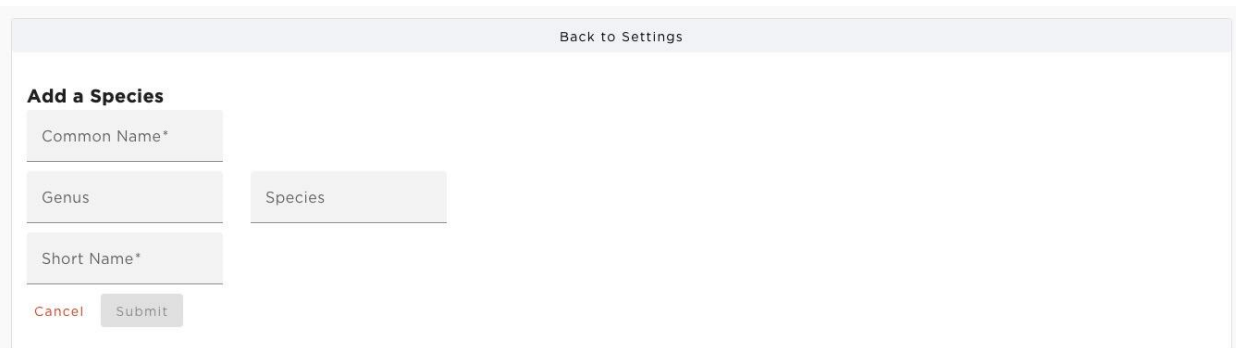 Back to Settings
Add a Species
Common Name*
Genus Species
Short Name*
Cancel Submit